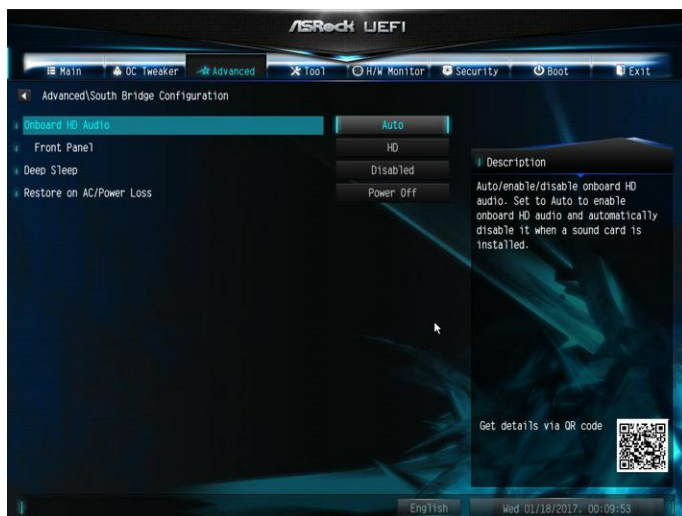 ASRock UEFI
Main OC Tweaker Advanced Tool H/W Monitor Security Boot Exit
Advanced\South Bridge Configuration
Onboard HD Audio Auto
Front Panel HD
Deep Sleep Disabled
Restore on AC/Power Loss Power Off
Description
Auto/enable/disable onboard HD
audio. Set to Auto to enable
onboard HD audio and automatically
disable it when a sound card is
installed.
Get details via QR code
English Wed 01/18/2017. 00:09:53